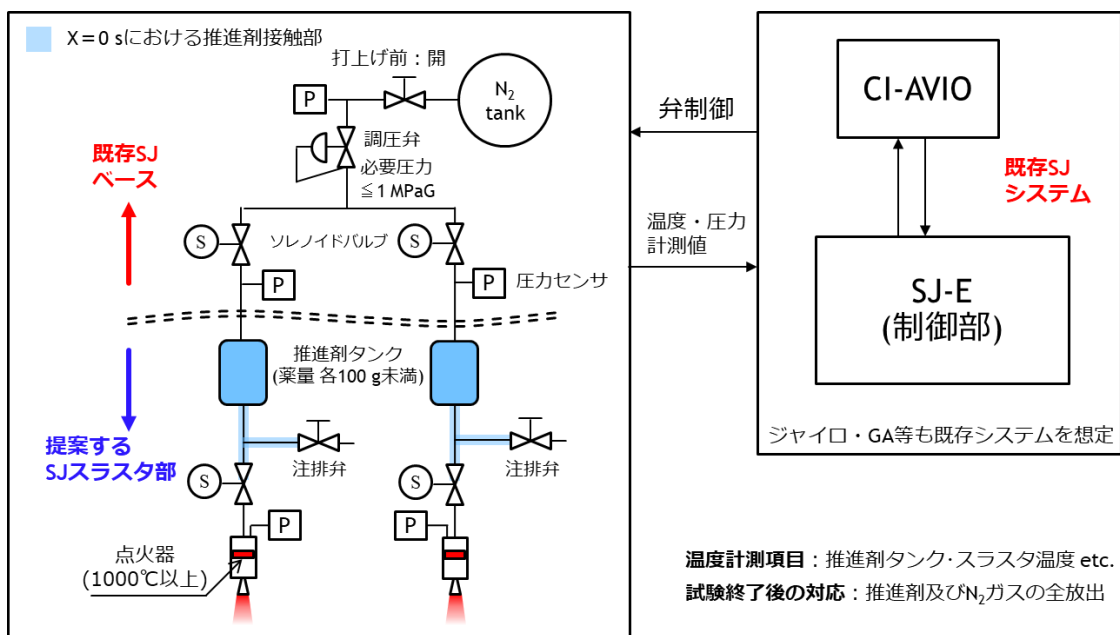 X＝0 sにおける推進剤接触部
打上げ前：開
P
N₂
tank
調圧弁
必要圧力
≦1 MPaG
既存SJ
ベース
S
ソレノイドバルブ
S
P
P
圧力センサ
推進剤タンク
(薬量 各100 g未満)
提案する
SJスラスタ部
注排弁
注排弁
S
S
P
P
点火器
(1000℃以上)
弁制御
温度・圧力
計測値
CI-AVIO
既存SJ
システム
SJ-E
(制御部)
ジャイロ・GA等も既存システムを想定
温度計測項目：推進剤タンク・スラスタ温度 etc.
試験終了後の対応：推進剤及びN₂ガスの全放出